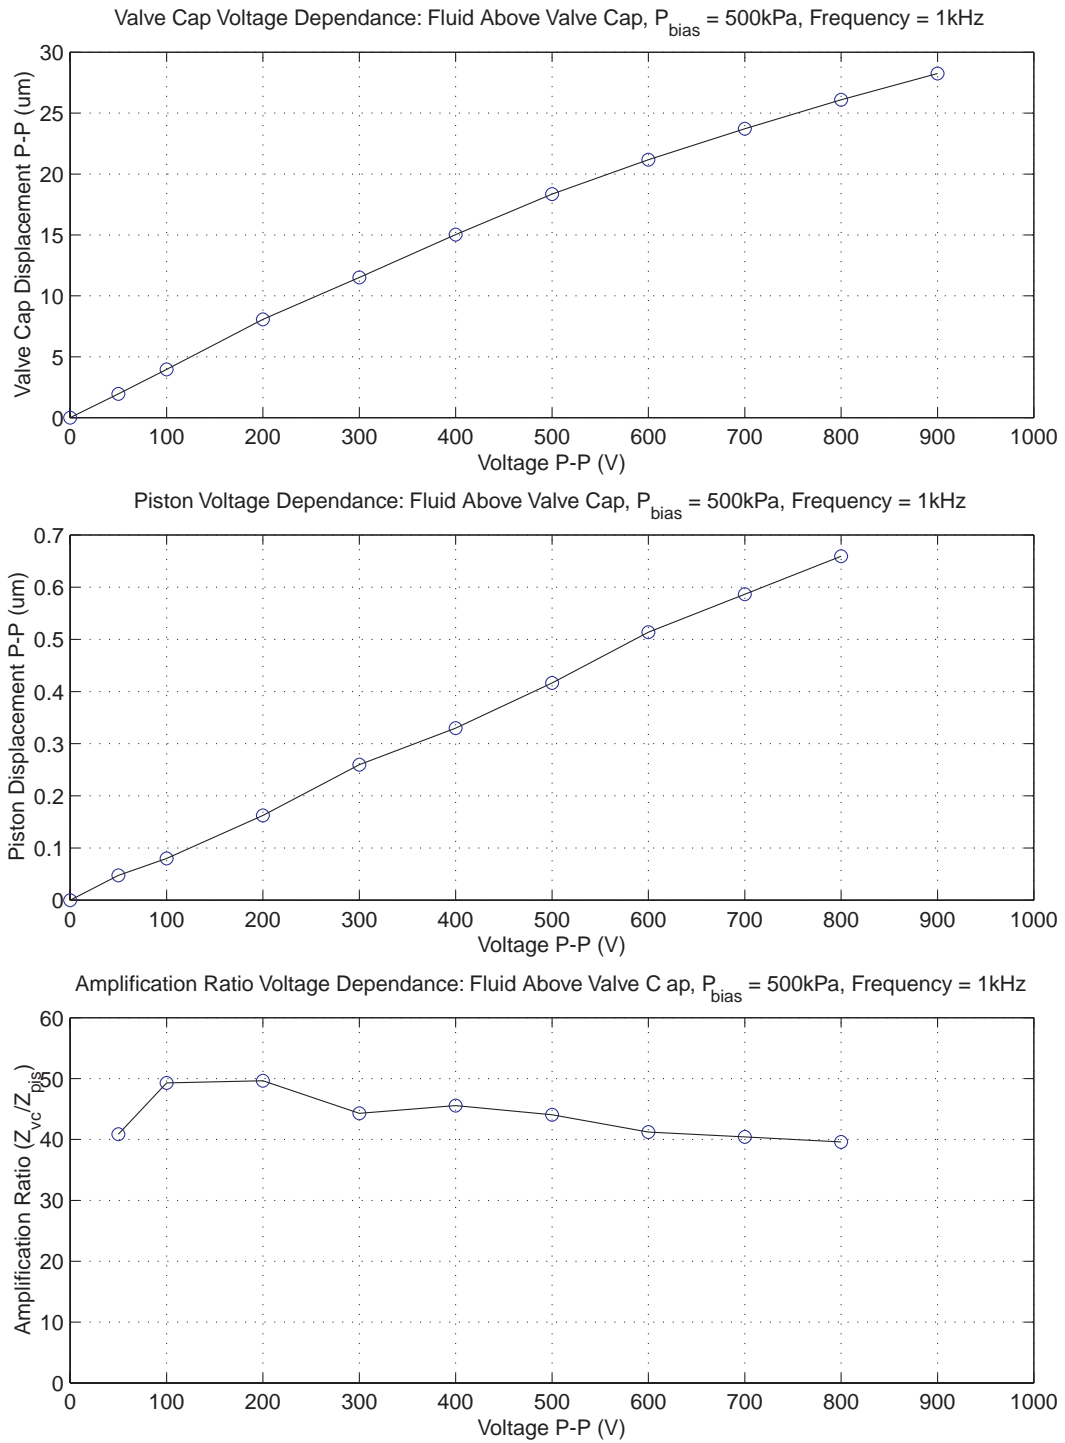 Valve Cap Voltage Dependance: Fluid Above Valve Cap, Pbias = 500kPa, Frequency = 1kHz
30
25
20
15
10
5
0
Valve Cap Displacement P-P (um)
0 100 200 300 400 500 600 700 800 900 1000
Voltage P-P (V)
Piston Voltage Dependance: Fluid Above Valve Cap, Pbias = 500kPa, Frequency = 1kHz
0.7
0.6
0.5
0.4
0.3
0.2
0.1
0
Piston Displacement P-P (um)
0 100 200 300 400 500 600 700 800 900 1000
Voltage P-P (V)
Amplification Ratio Voltage Dependance: Fluid Above Valve C ap, Pbias = 500kPa, Frequency = 1kHz
60
50
40
30
20
10
0
Amplification Ratio (Zvc/Zpis)
0 100 200 300 400 500 600 700 800 900 1000
Voltage P-P (V)